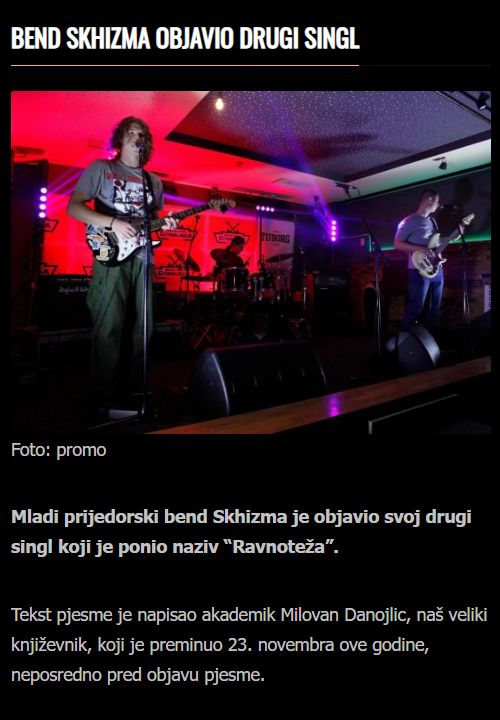 BEND SKHIZMA OBJAVIO DRUGI SINGL
TUBORG
Foto: promo
Mladi prijedorski bend Skhizma je objavio svoj drugi
singl koji je ponio naziv “Ravnoteža”.
Tekst pjesme je napisao akademik Milovan Danojlic, naš veliki
književnik, koji je preminuo 23. novembra ove godine,
neposredno pred objavu pjesme.